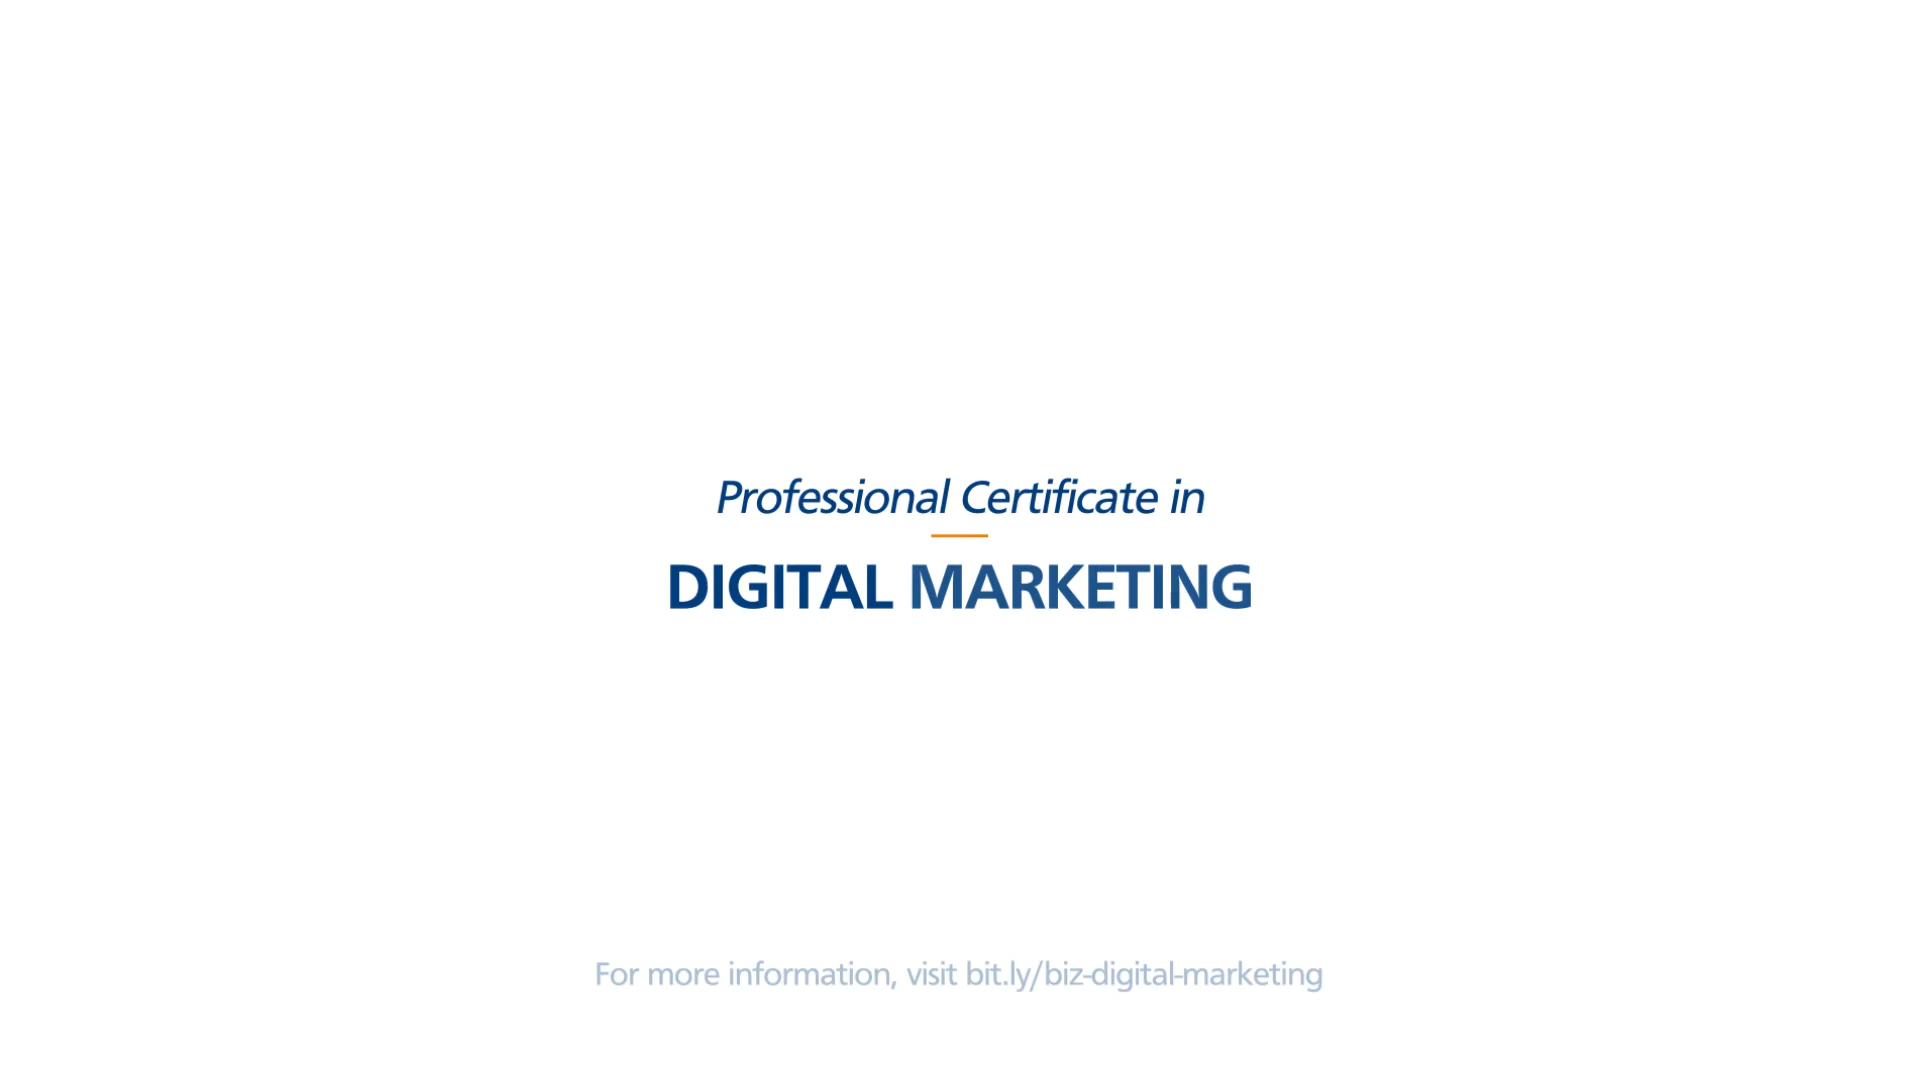 Professional Certificate in
DIGITAL MARKETING
For more information, visit bit.ly/biz-digital-marketing